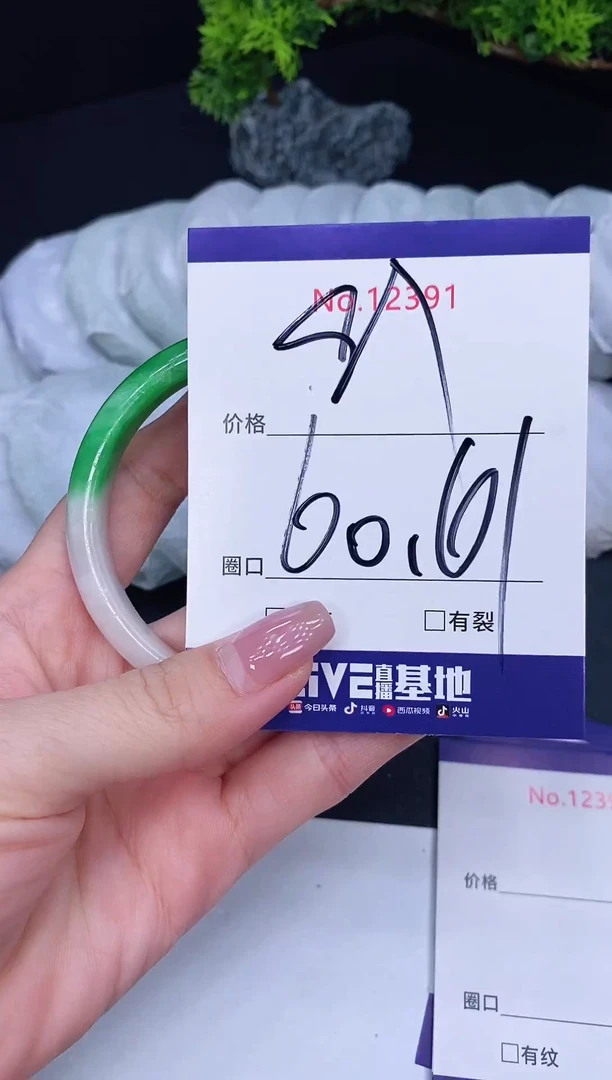 No.12391
价格
圈口 60.61
有裂
LiVE直播基地
头条 今日头条 抖音 西瓜视频 火山
No.1239
价格
圈口
有纹